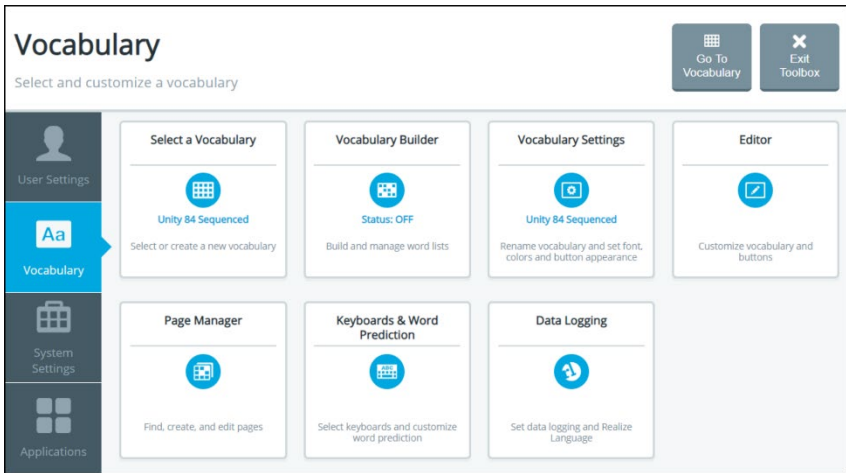 Vocabulary
Select and customize a vocabulary
Go To
Vocabulary
Exit
Toolbox
User Settings
Aa
Vocabulary
System
Settings
Applications
Select a Vocabulary
Unity 84 Sequenced
Select or create a new vocabulary
Vocabulary Builder
Status: OFF
Build and manage word lists
Vocabulary Settings
Unity 84 Sequenced
Rename vocabulary and set font,
colors and button appearance
Editor
Customize vocabulary and
buttons
Page Manager
Find, create, and edit pages
Keyboards & Word
Prediction
ABC
Select keyboards and customize
word prediction
Data Logging
Set data logging and Realize
Language